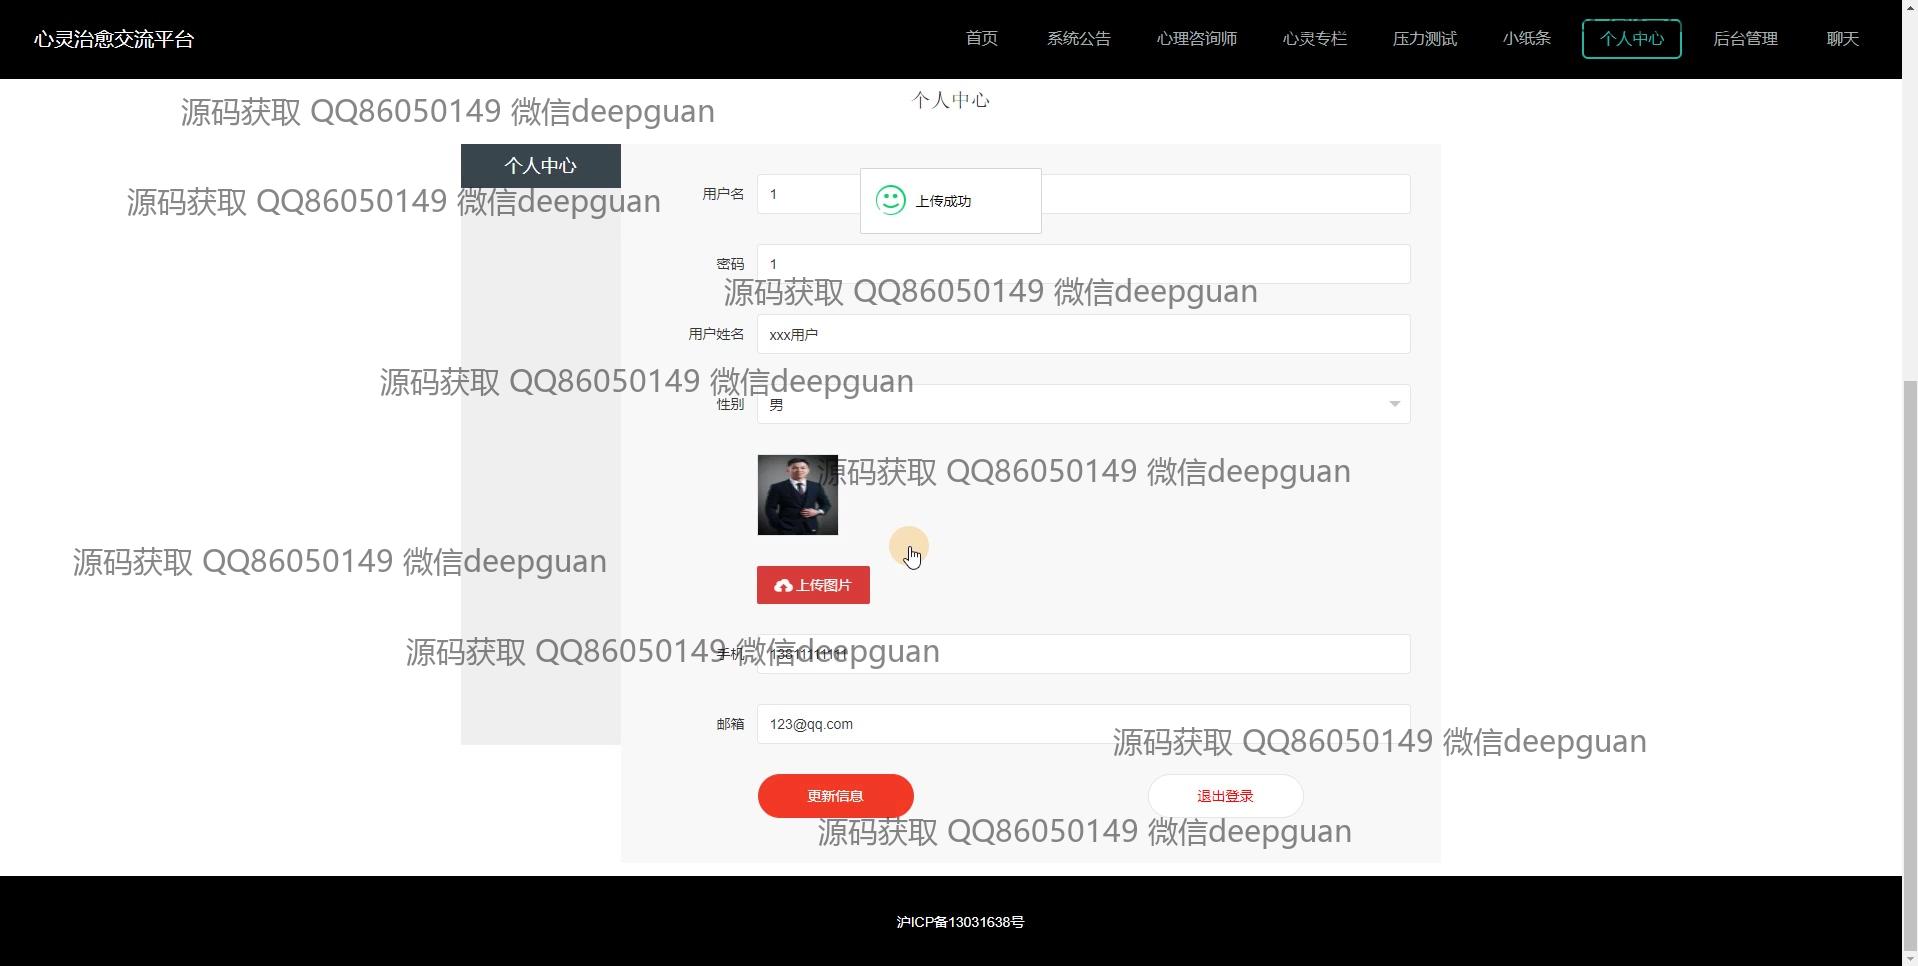 心灵治愈交流平台
首页 系统公告 心理咨询师 心灵专栏 压力测试 小纸条 个人中心 后台管理 聊天
个人中心
源码获取 QQ86050149 微信deepguan
个人中心
用户名 1
上传成功
源码获取 QQ86050149 微信deepguan
密码 1
源码获取 QQ86050149 微信deepguan
用户姓名 xxx用户
源码获取 QQ86050149 微信deepguan
性别 男
源码获取 QQ86050149 微信deepguan
源码获取 QQ86050149 微信deepguan
上传图片
源码获取 QQ86050149 微信deepguan
手机 13811111111
邮箱 123@qq.com
源码获取 QQ86050149 微信deepguan
更新信息 退出登录
源码获取 QQ86050149 微信deepguan
沪ICP备13031638号